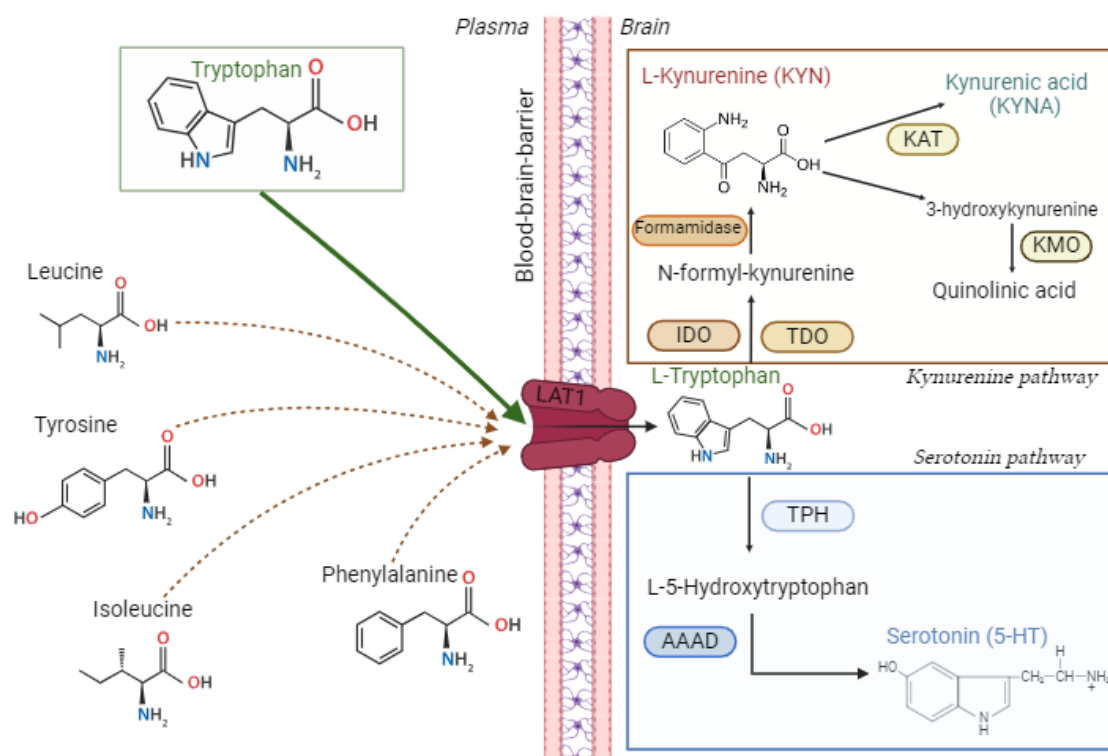 Plasma
Brain
Blood-brain-barrier
Tryptophan
O
OH
HN
NH2
Leucine
O
OH
NH2
Tyrosine
O
OH
NH2
HO
Isoleucine
O
OH
NH2
Phenylalanine
O
OH
NH2
LAT1
L-Kynurenine (KYN)
NH2
O
OH
O
NH2
Kynurenic acid
(KYNA)
KAT
3-hydroxykynurenine
KMO
Quinolinic acid
Formamidase
N-formyl-kynurenine
IDO
TDO
L-Tryptophan
O
OH
HN
NH2
Kynurenine pathway
Serotonin pathway
TPH
L-5-Hydroxytryptophan
AAAD
Serotonin (5-HT)
H
HO
CH2-CH-NH3
+
NH